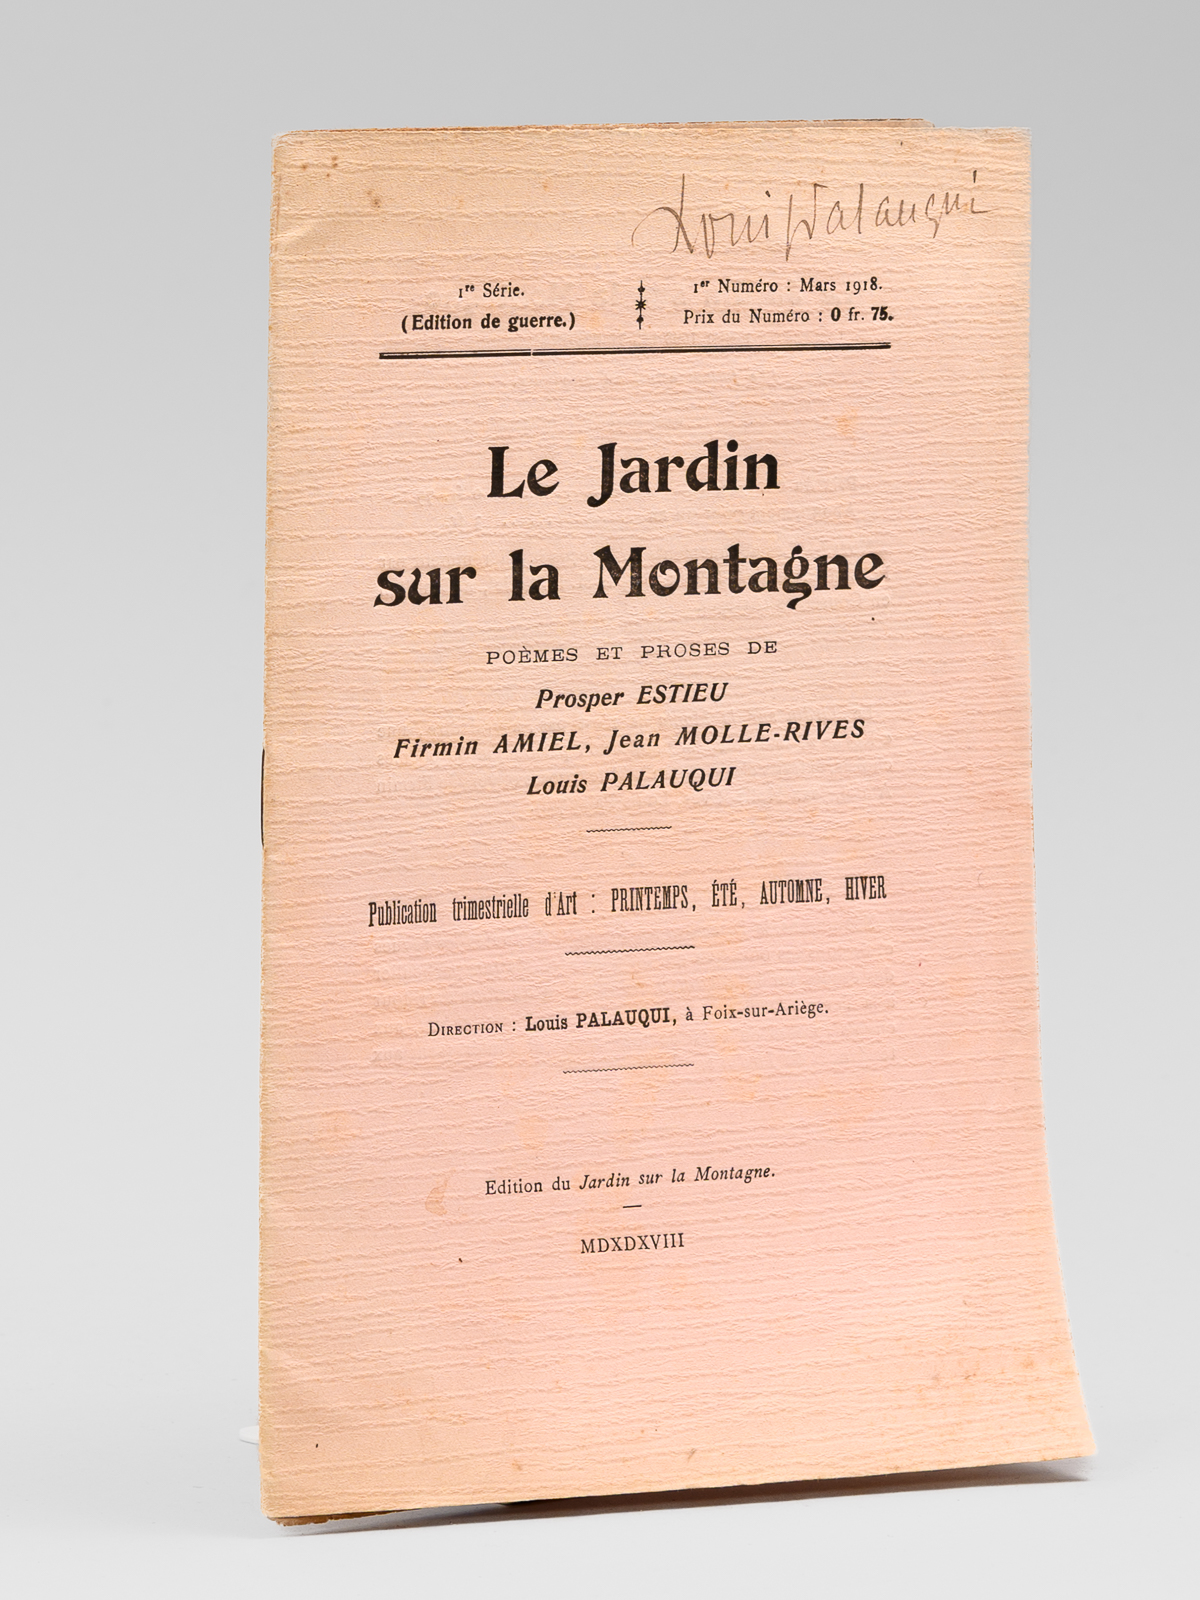 Louis Palauqui
1re Série.
(Edition de guerre.)
1er Numéro : Mars 1918.
Prix du Numéro : 0 fr. 75.
Le Jardin
sur la Montagne
POÈMES ET PROSES DE
Prosper ESTIEU
Firmin AMIEL, Jean MOLLE-RIVES
Louis PALAUQUI
Publication trimestrielle d'Art : PRINTEMPS, ÉTÉ, AUTOMNE, HIVER
DIRECTION : Louis PALAUQUI, à Foix-sur-Ariège.
Edition du Jardin sur la Montagne.
MDXDXVIII